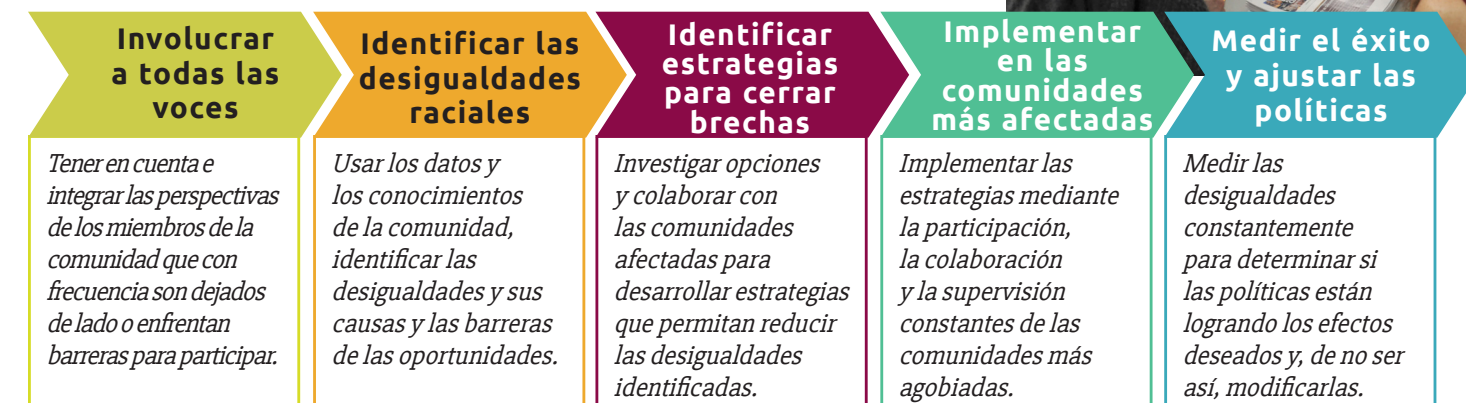 Involucrar
a todas las
voces
Tener en cuenta e
integrar las perspectivas
de los miembros de la
comunidad que con
frecuencia son dejados
de lado o enfrentan
barreras para participar.
Identificar las
desigualdades
raciales
Usar los datos y
los conocimientos
de la comunidad,
identificar las
desigualdades y sus
causas y las barreras
de las oportunidades.
Identificar
estrategias
para cerrar
brechas
Investigar opciones
y colaborar con
las comunidades
afectadas para
desarrollar estrategias
que permitan reducir
las desigualdades
identificadas.
Implementar
en las
comunidades
más afectadas
Implementar las
estrategias mediante
la participación,
la colaboración
y la supervisión
constantes de las
comunidades más
agobiadas.
Medir el éxito
y ajustar las
políticas
Medir las
desigualdades
constantemente
para determinar si
las políticas están
logrando los efectos
deseados y, de no ser
así, modificarlas.